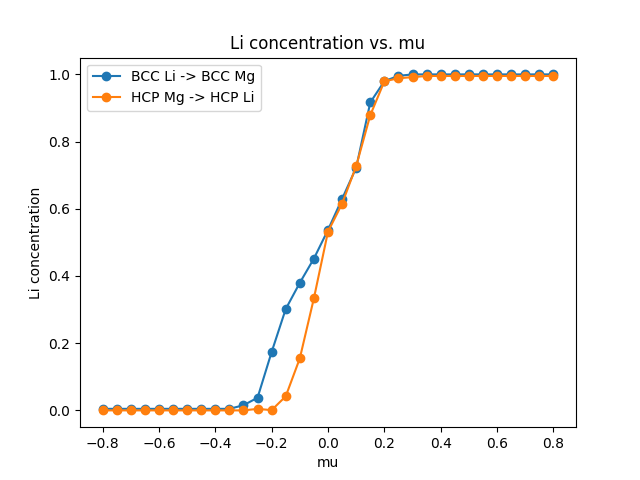 Li concentration vs. mu
BCC Li -> BCC Mg
HCP Mg -> HCP Li
1.0
0.8
0.6
0.4
0.2
0.0
Li concentration
−0.8 −0.6 −0.4 −0.2 0.0 0.2 0.4 0.6 0.8
mu